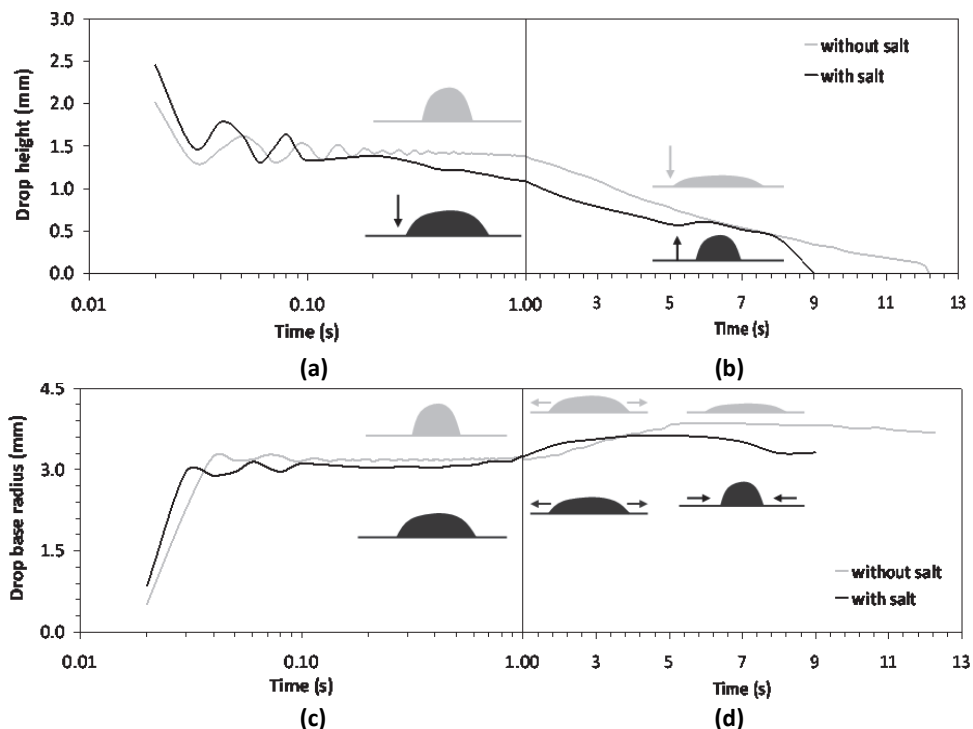 3.0
2.5
2.0
1.5
1.0
0.5
0.0
Drop height (mm)
without salt
with salt
0.01 0.10 1.00 3 5 7 9 11 13
Time (s) Time (s)
(a) (b)
4.5
3.0
1.5
0.0
Drop base radius (mm)
without salt
with salt
0.01 0.10 1.00 3 5 7 9 11 13
Time (s) Time (s)
(c) (d)